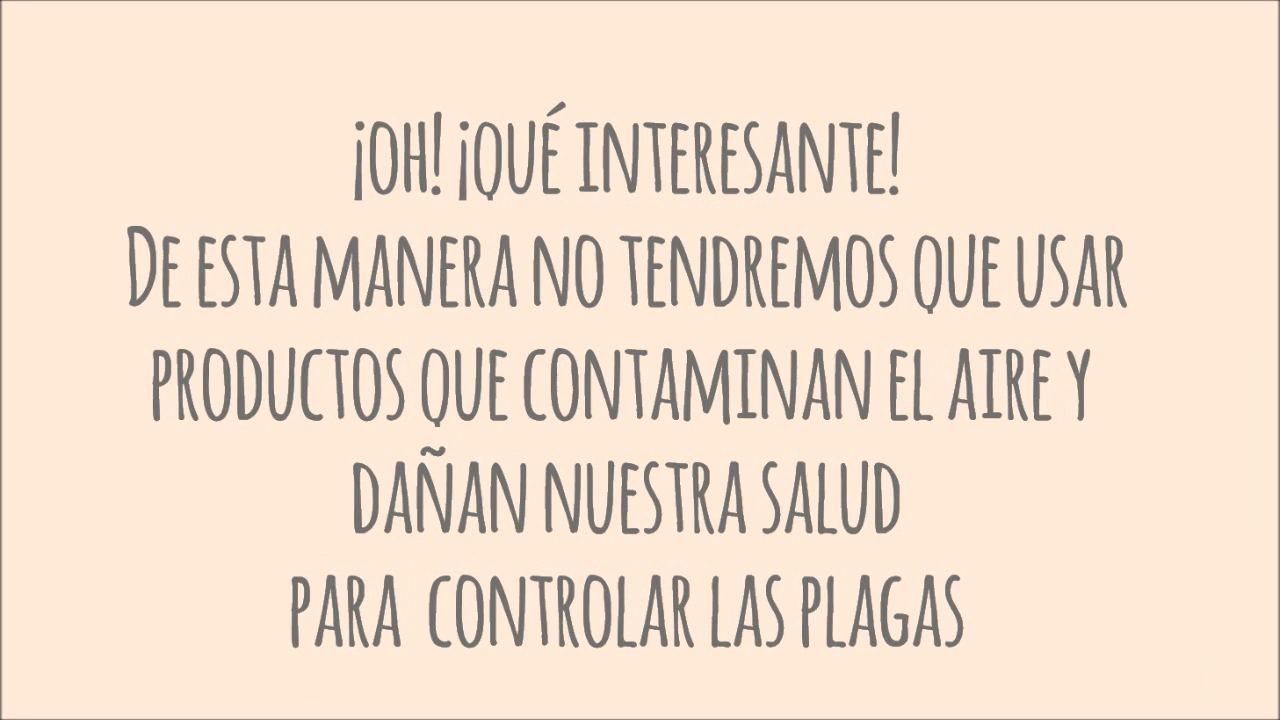 ¡OH! ¡QUÉ INTERESANTE!
DE ESTA MANERA NO TENDREMOS QUE USAR
PRODUCTOS QUE CONTAMINAN EL AIRE Y
DAÑAN NUESTRA SALUD
PARA CONTROLAR LAS PLAGAS